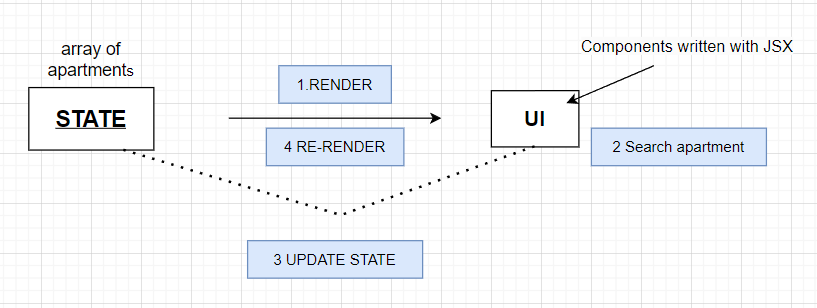 array of
apartments
STATE
1.RENDER
4 RE-RENDER
Components written with JSX
UI
2 Search apartment
3 UPDATE STATE